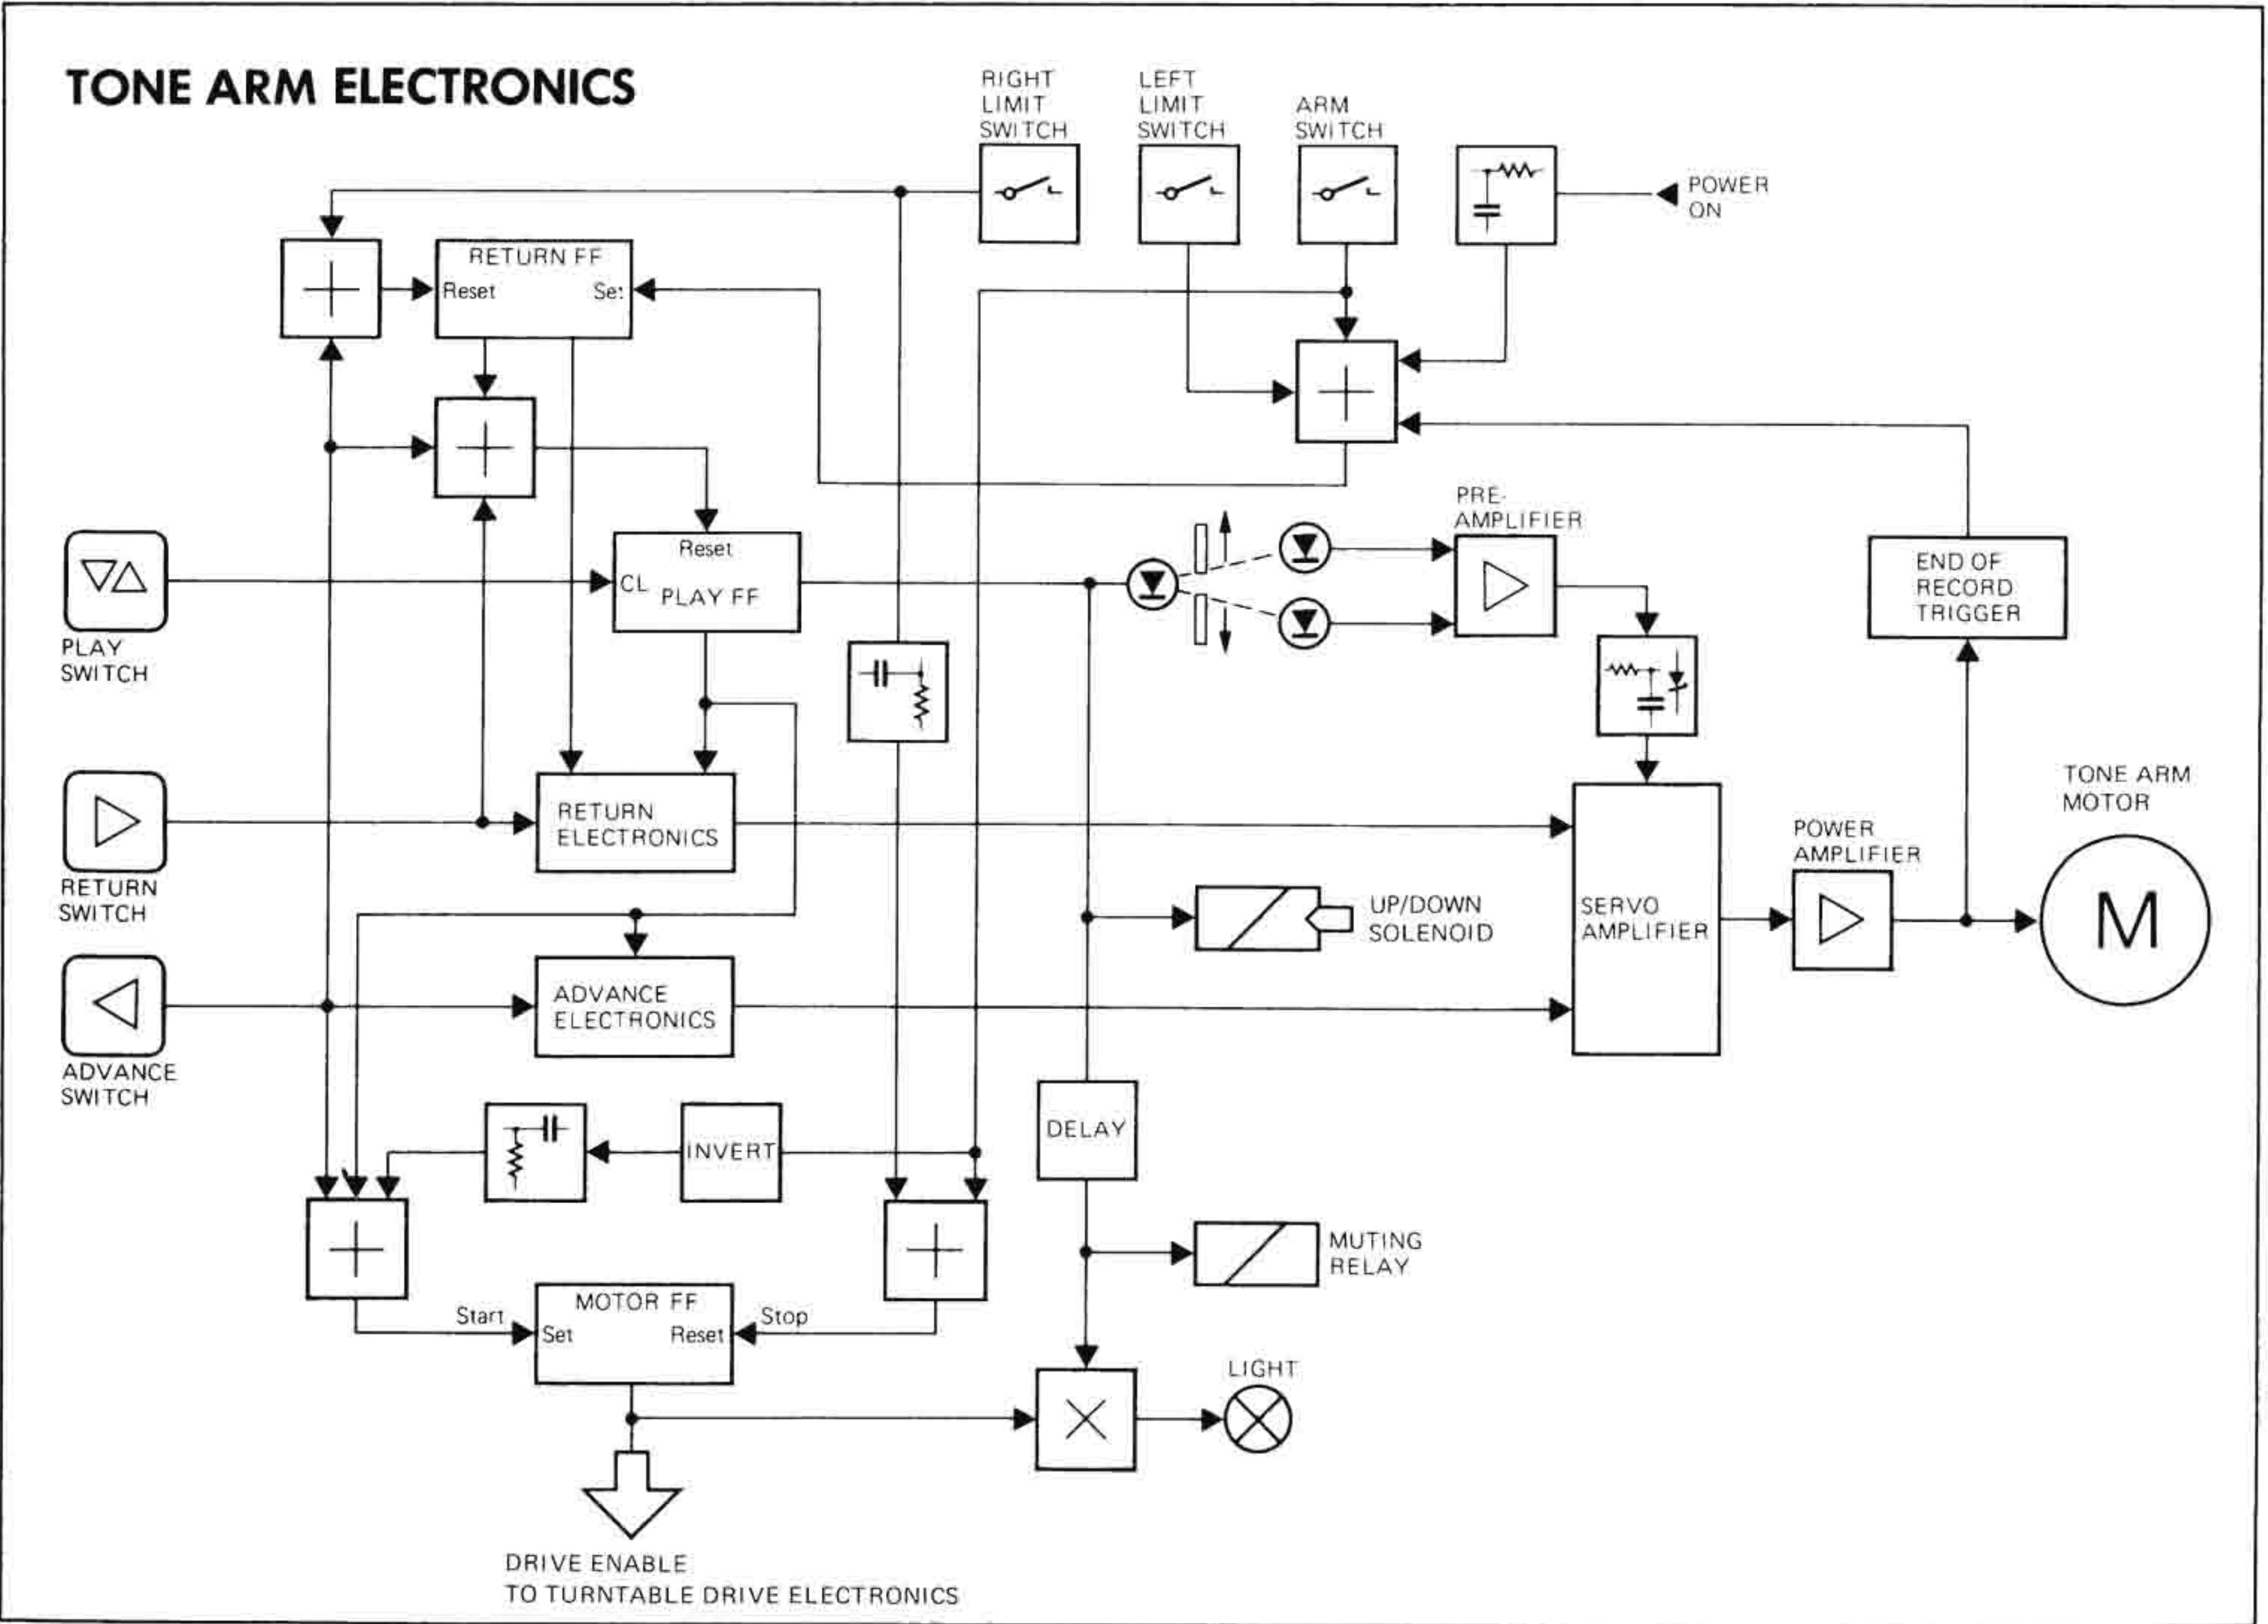 TONE ARM ELECTRONICS
RIGHT
LIMIT
SWITCH
LEFT
LIMIT
SWITCH
ARM
SWITCH
POWER
ON
RETURN FF
Reset
Set
PLAY
SWITCH
Reset
CL
PLAY FF
PRE-
AMPLIFIER
END OF
RECORD
TRIGGER
RETURN
SWITCH
RETURN
ELECTRONICS
TONE ARM
MOTOR
POWER
AMPLIFIER
M
UP/DOWN
SOLENOID
SERVO
AMPLIFIER
ADVANCE
SWITCH
ADVANCE
ELECTRONICS
INVERT
DELAY
MUTING
RELAY
Start
MOTOR FF
Set
Reset
Stop
LIGHT
DRIVE ENABLE
TO TURNTABLE DRIVE ELECTRONICS